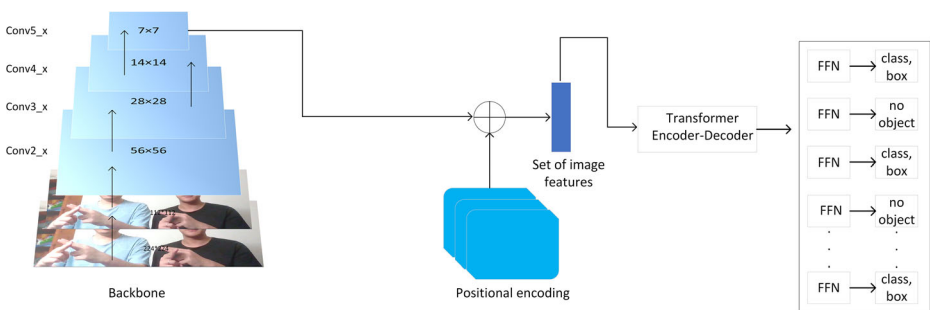 Conv5_x
7×7
Conv4_x
14×14
Conv3_x
28×28
Conv2_x
56×56
Backbone
Positional encoding
Set of image
features
Transformer
Encoder-Decoder
FFN
class,
box
FFN
no
object
FFN
class,
box
FFN
no
object
FFN
class,
box